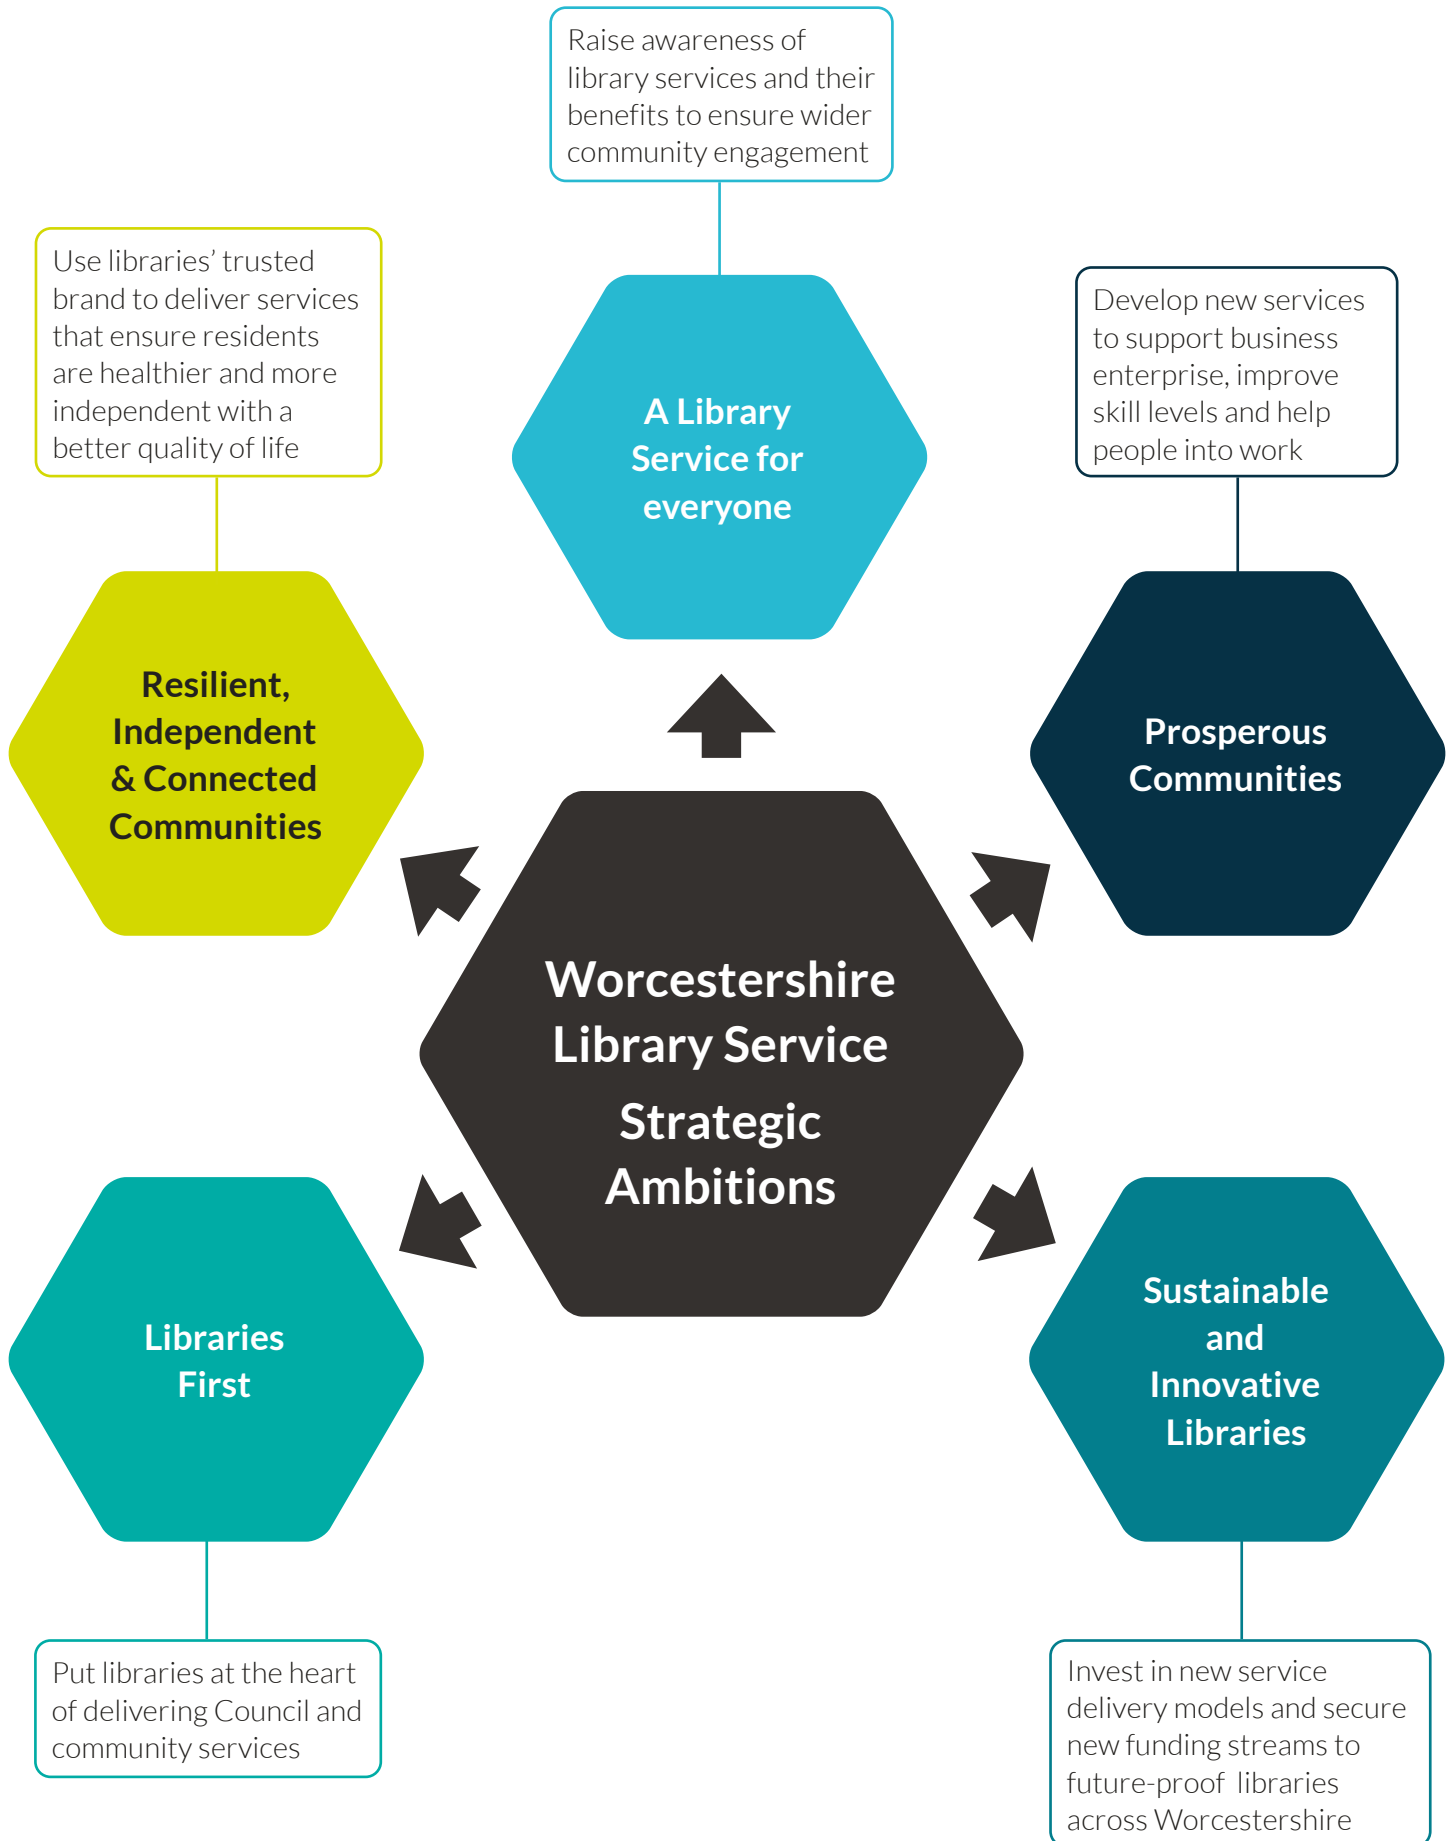 Raise awareness of
library services and their
benefits to ensure wider
community engagement
Use libraries’ trusted
brand to deliver services
that ensure residents
are healthier and more
independent with a
better quality of life
Develop new services
to support business
enterprise, improve
skill levels and help
people into work
A Library
Service for
everyone
Resilient,
Independent
& Connected
Communities
Prosperous
Communities
Worcestershire
Library Service
Strategic
Ambitions
Libraries
First
Sustainable
and
Innovative
Libraries
Put libraries at the heart
of delivering Council and
community services
Invest in new service
delivery models and secure
new funding streams to
future-proof libraries
across Worcestershire